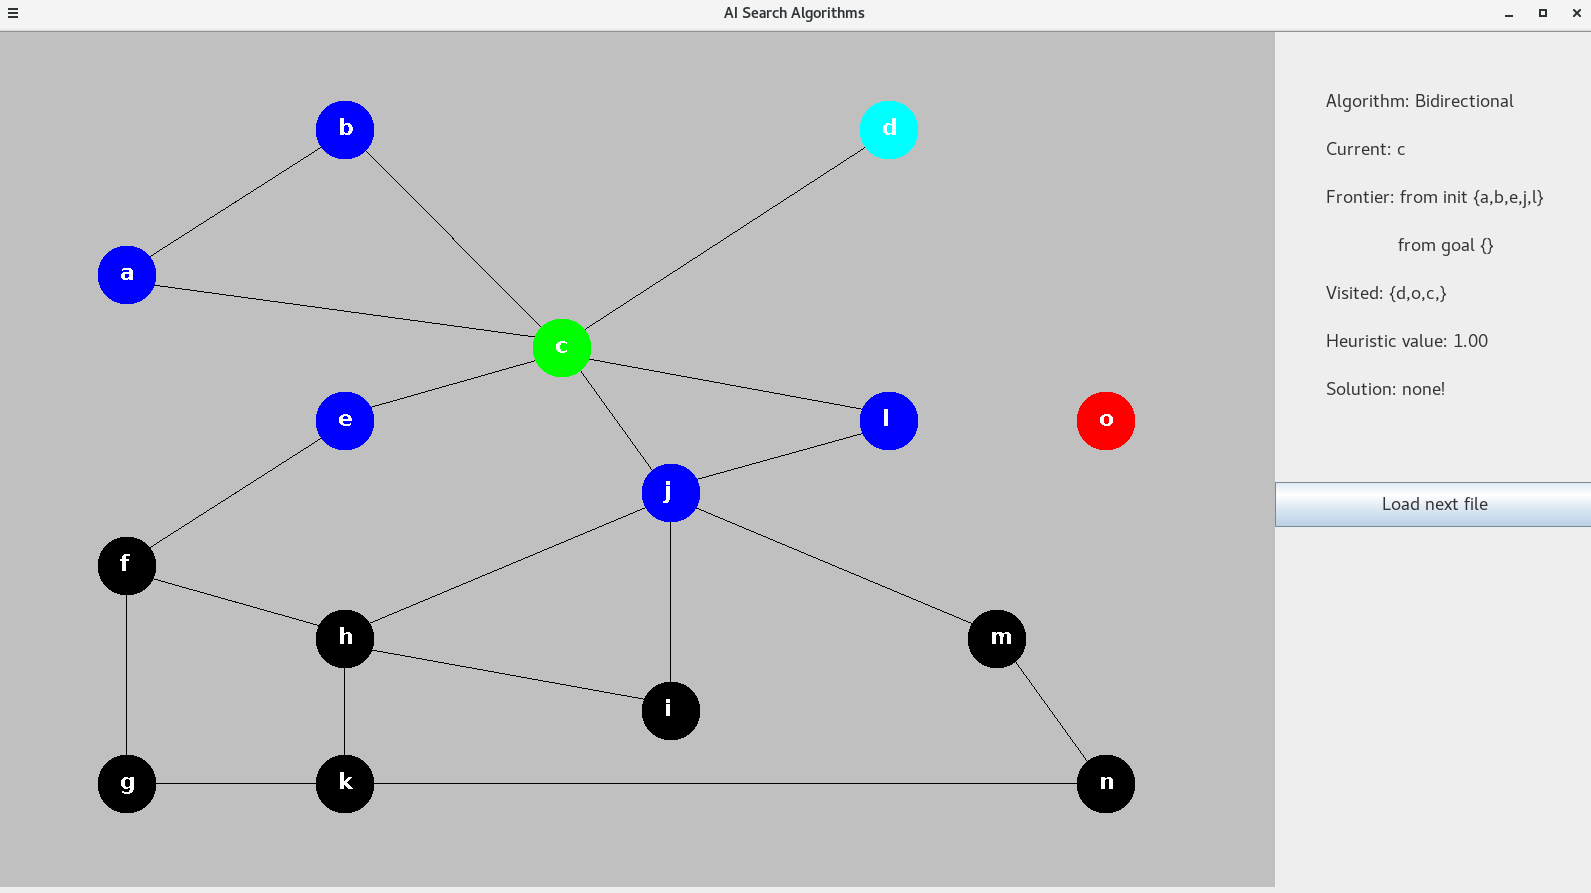 AI Search Algorithms
b
d
Algorithm: Bidirectional
Current: c
Frontier: from init {a,b,e,j,l}
from goal {}
a
Visited: {d,o,c,}
c
Heuristic value: 1.00
Solution: none!
e
l
o
j
Load next file
f
h
m
i
g
k
n